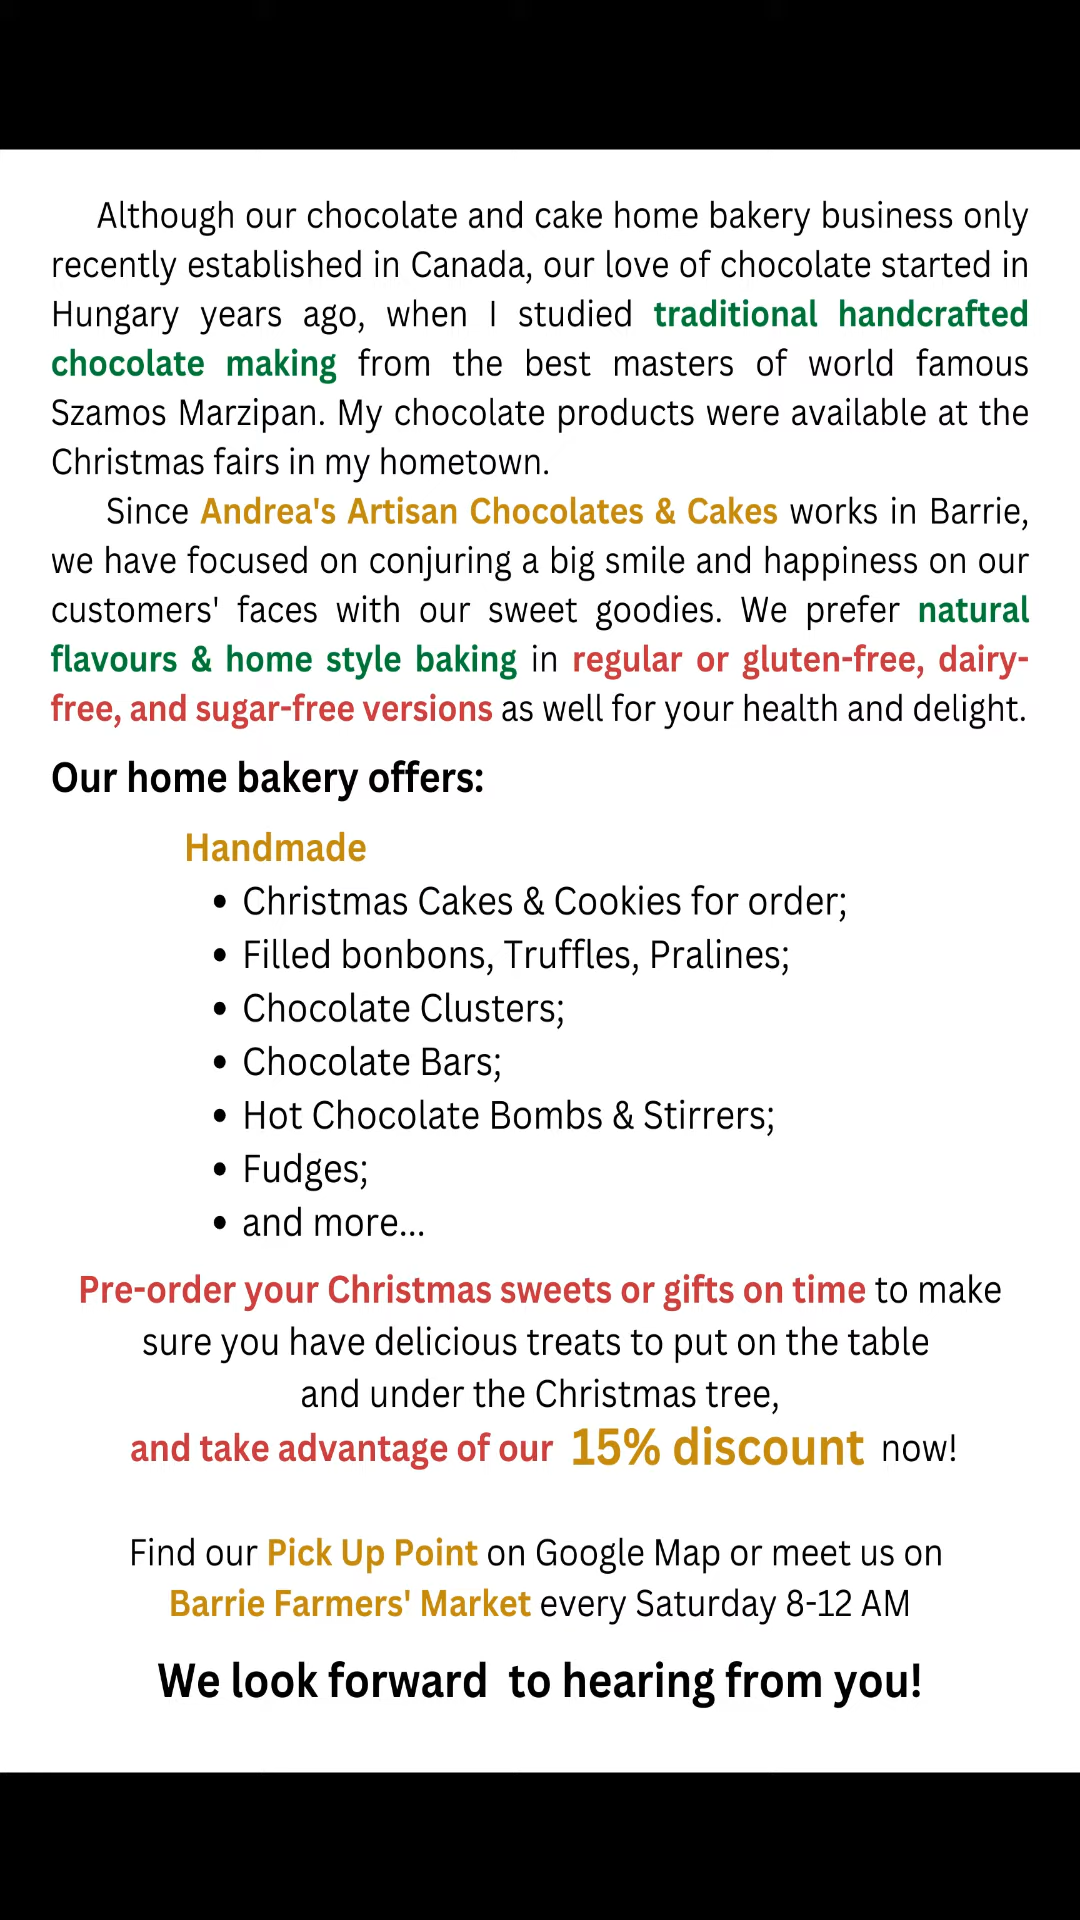 Although our chocolate and cake home bakery business only
recently established in Canada, our love of chocolate started in
Hungary years ago, when I studied traditional handcrafted
chocolate making from the best masters of world famous
Szamos Marzipan. My chocolate products were available at the
Christmas fairs in my hometown.
Since Andrea's Artisan Chocolates & Cakes works in Barrie,
we have focused on conjuring a big smile and happiness on our
customers' faces with our sweet goodies. We prefer natural
flavours & home style baking in regular or gluten-free, dairy-
free, and sugar-free versions as well for your health and delight.
Our home bakery offers:
Handmade
• Christmas Cakes & Cookies for order;
• Filled bonbons, Truffles, Pralines;
• Chocolate Clusters;
• Chocolate Bars;
• Hot Chocolate Bombs & Stirrers;
• Fudges;
• and more...
Pre-order your Christmas sweets or gifts on time to make
sure you have delicious treats to put on the table
and under the Christmas tree,
and take advantage of our 15% discount now!
Find our Pick Up Point on Google Map or meet us on
Barrie Farmers' Market every Saturday 8-12 AM
We look forward to hearing from you!